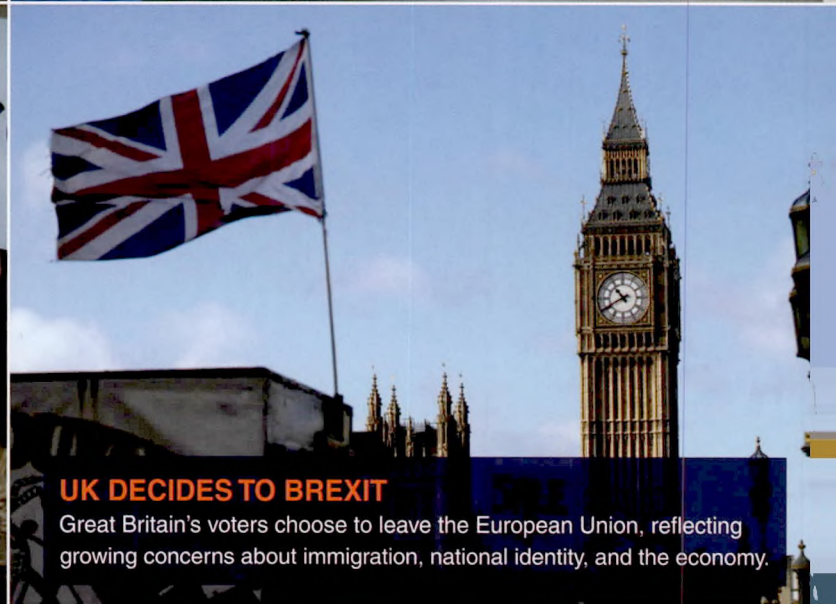 UK DECIDES TO BREXIT
Great Britain's voters choose to leave the European Union, reflecting
growing concerns about immigration, national identity, and the economy.